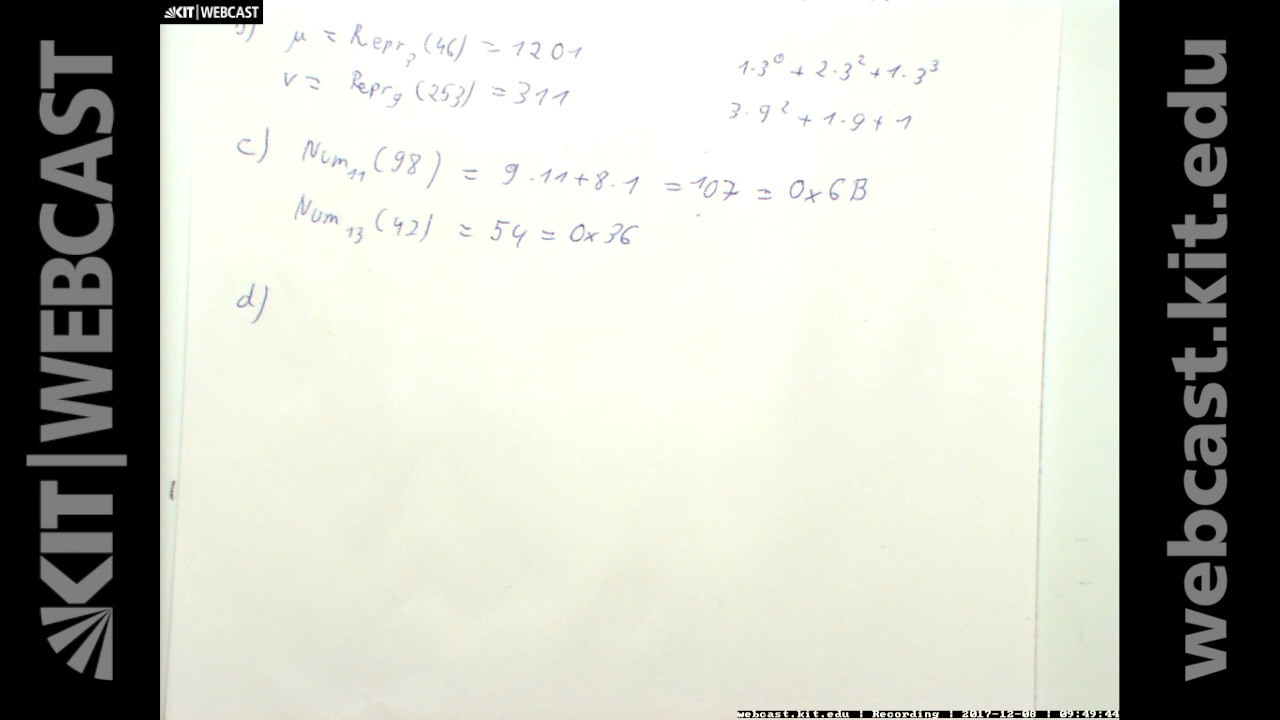 KIT | WEBCAST
b) μ = Repr₃(46) = 1201
1·3⁰ + 2·3² + 1·3³
ν = Repr₉(253) = 311
3·9² + 1·9 + 1
c) Num₁₁(98) = 9·11+8·1 = 107 = 0x6B
Num₁₃(42) = 54 = 0x36
d)
KIT | WEBCAST
webcast.kit.edu
webcast.kit.edu | Recording | 2017-12-08 | 09:49:44